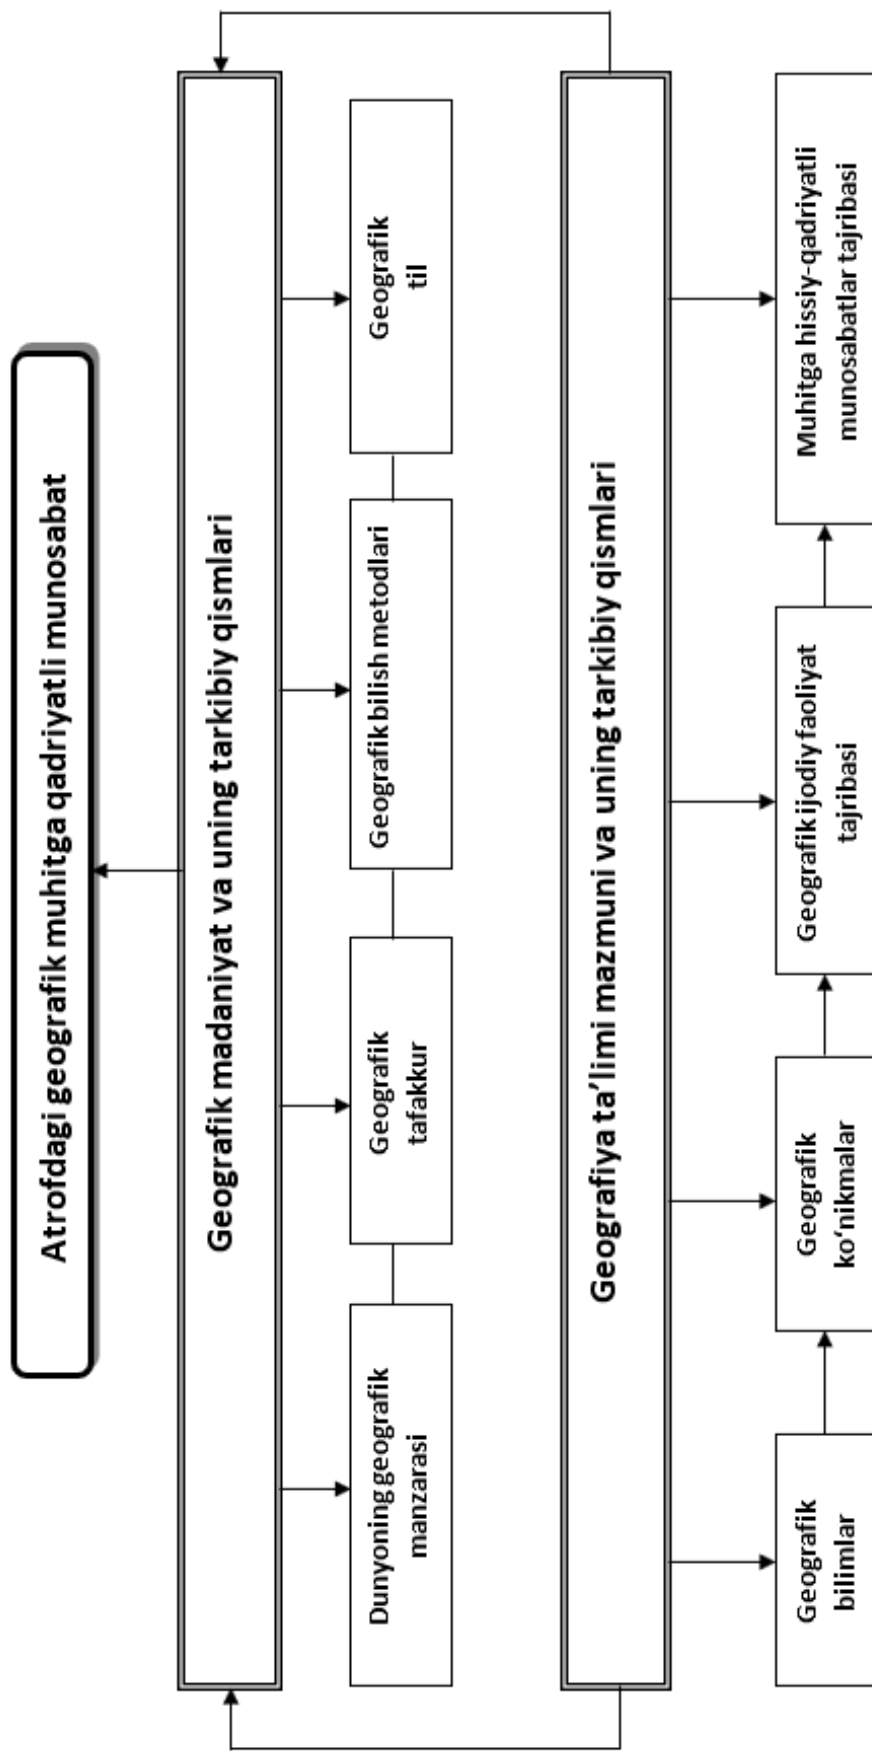 Atrofdagi geografik muhitga qadriyatli munosabat
Geografik madaniyat va uning tarkibiy qismlari
Dunyoning geografik
manzarasi
Geografik
tafakkur
Geografik bilish metodlari
Geografik
til
Geografiya ta’limi mazmuni va uning tarkibiy qismlari
Geografik
bilimlar
Geografik
ko‘nikmalar
Geografik ijodiy faoliyat
tajribasi
Muhitga hissiy-qadriyatli
munosabatlar tajribasi